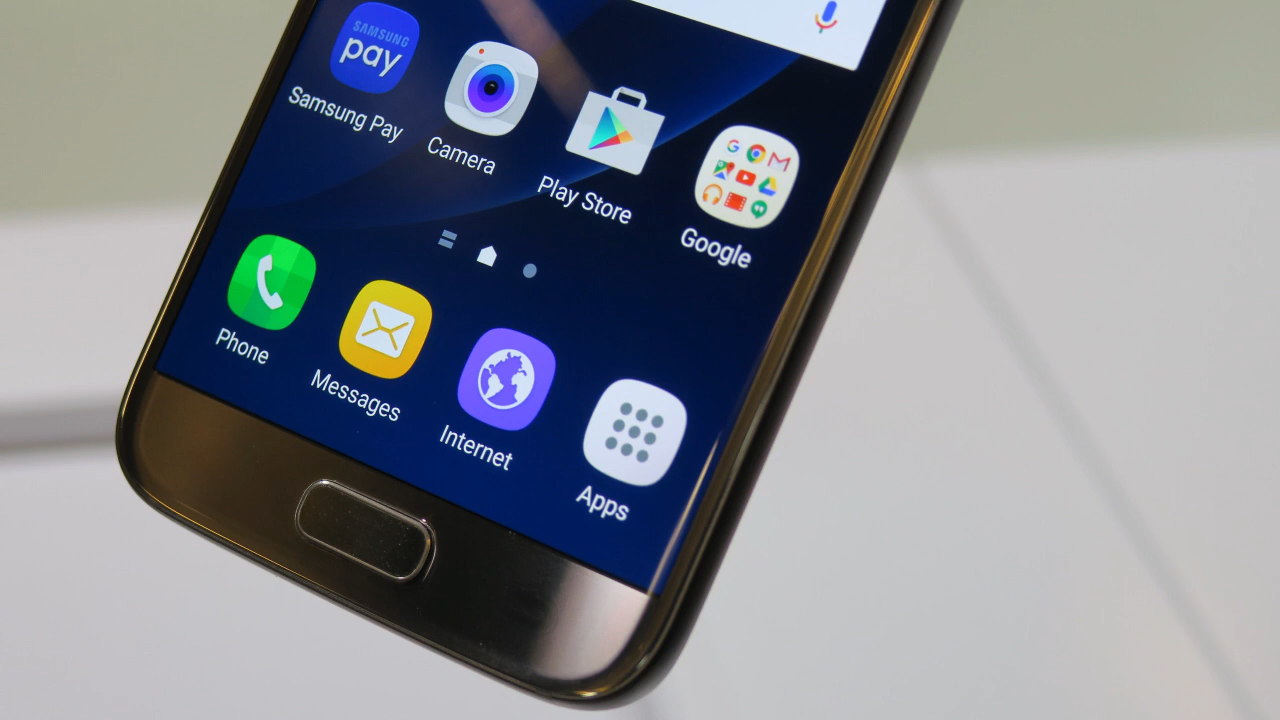 SAMSUNG
pay
Samsung Pay
Camera
Play Store
Google
Phone
Messages
Internet
Apps